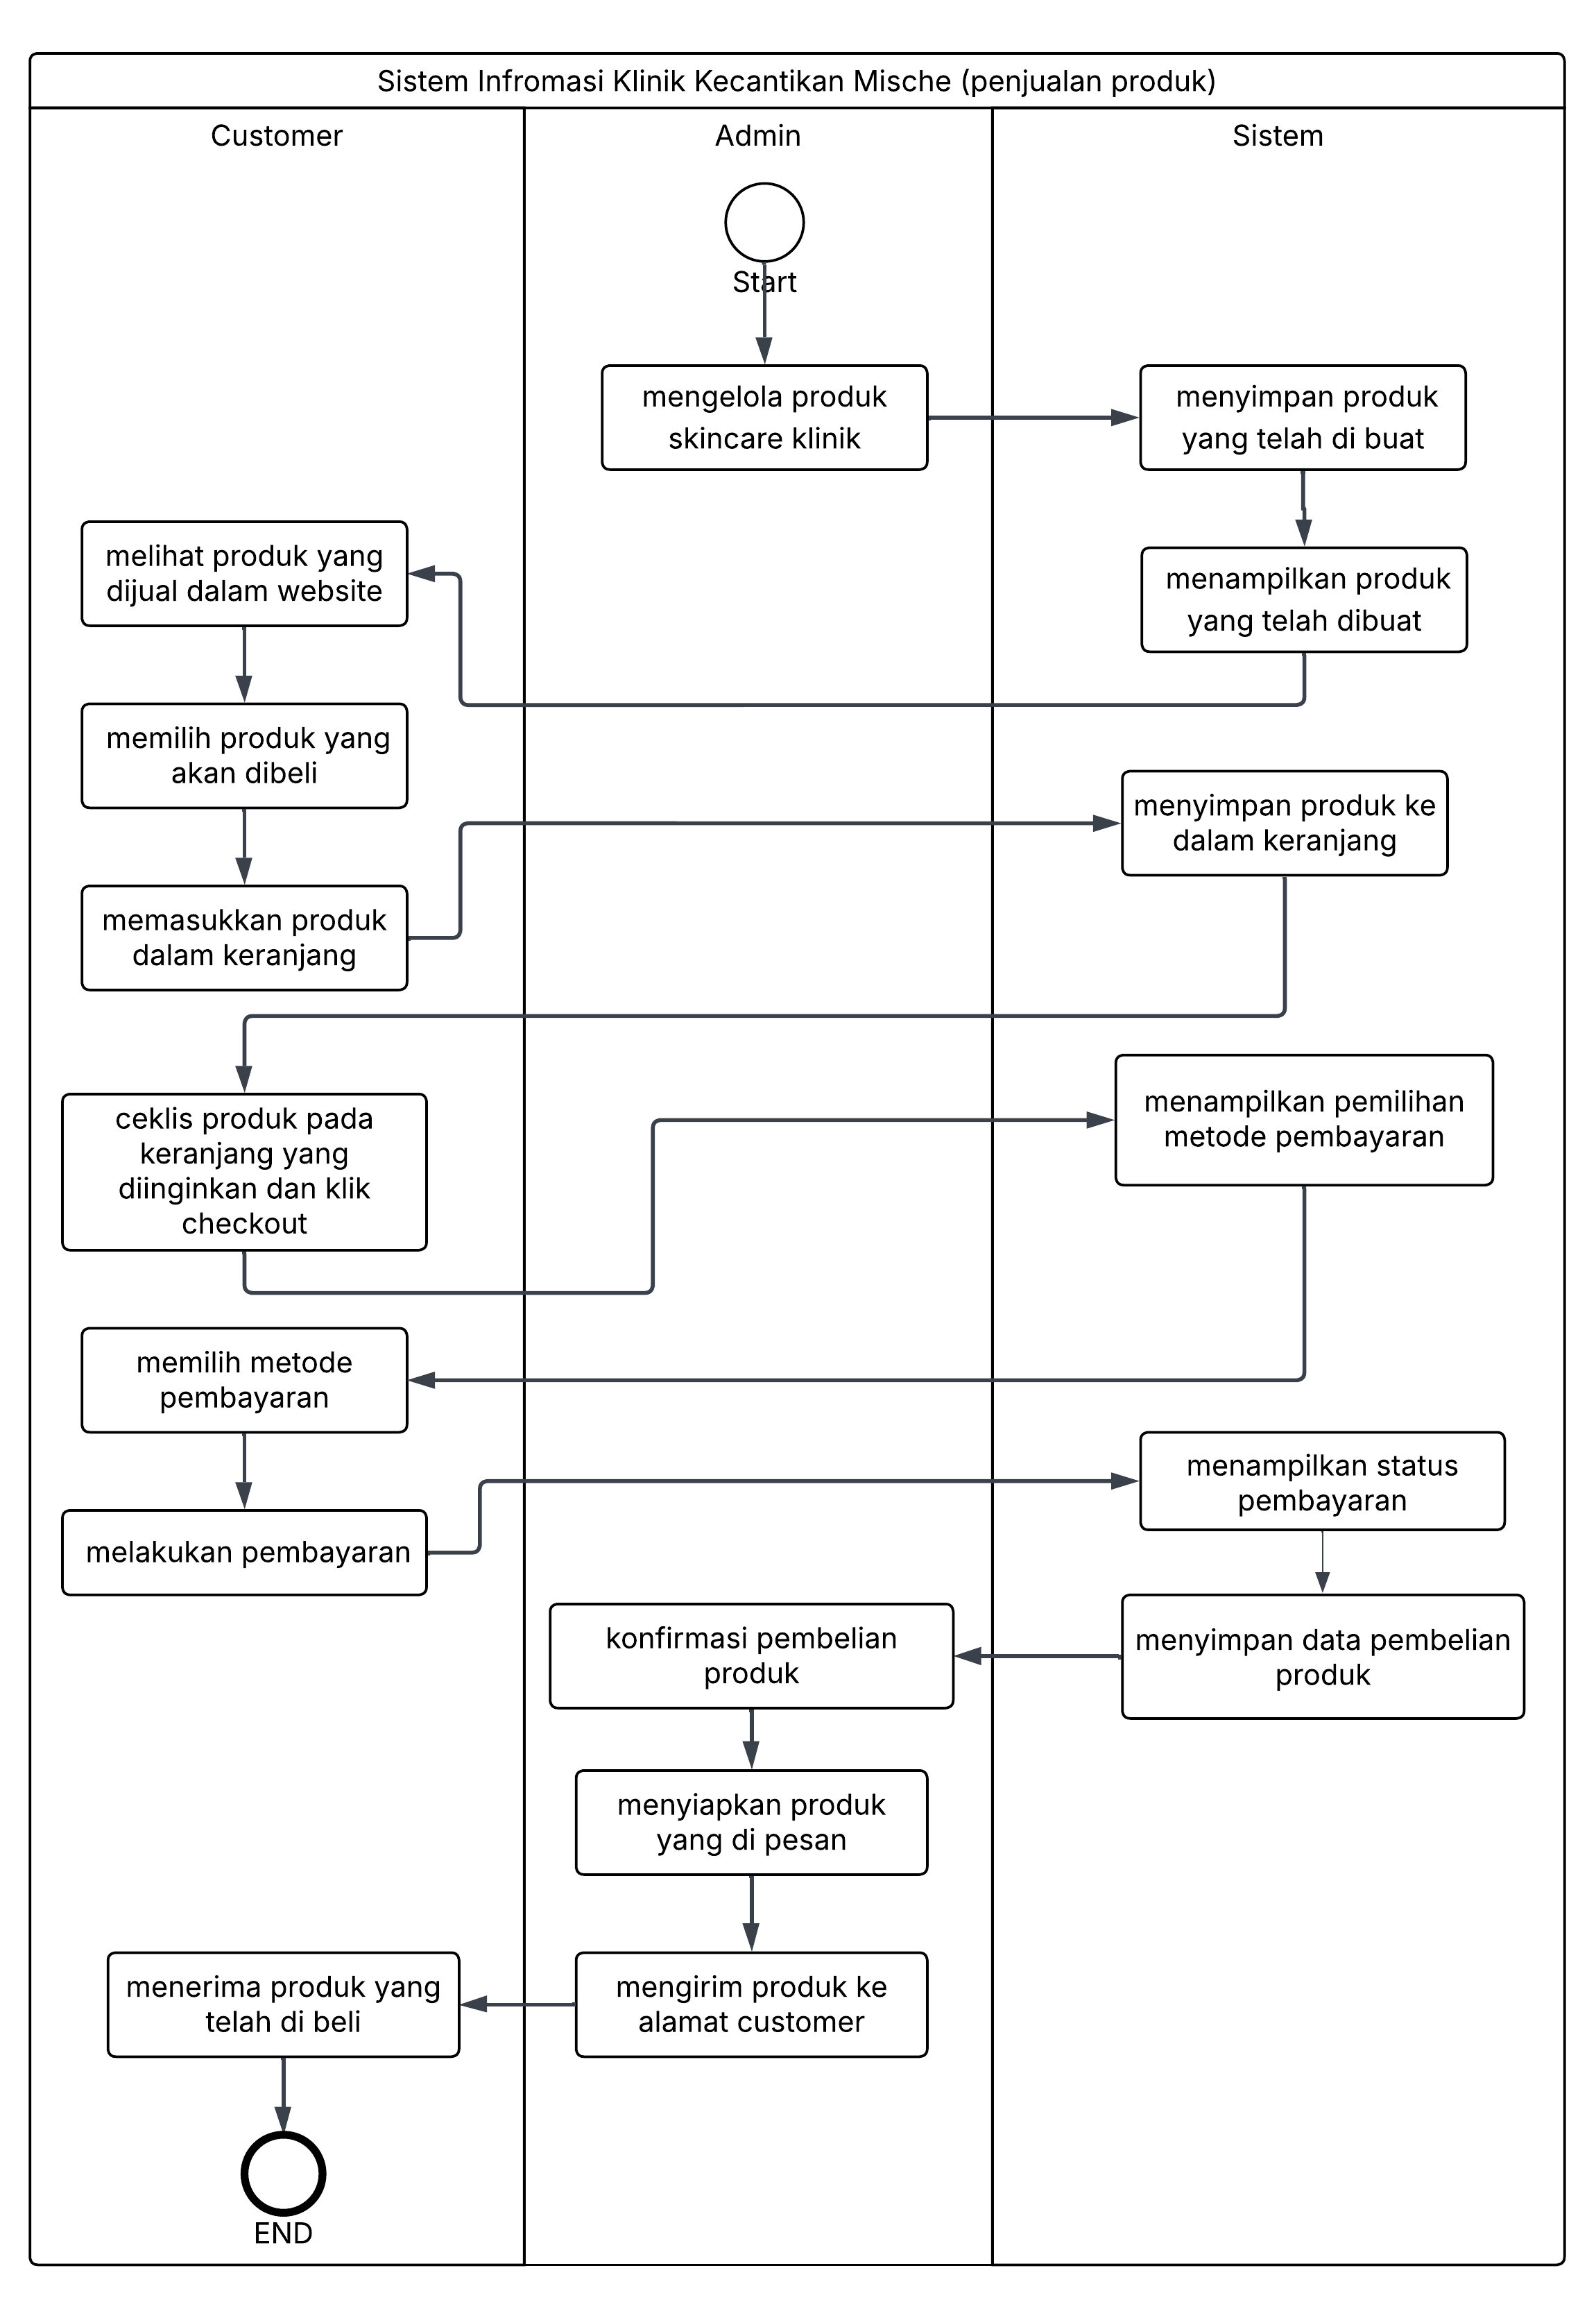 Sistem Infromasi Klinik Kecantikan Mische (penjualan produk)
Customer
Admin
Sistem
Start
mengelola produk
skincare klinik
menyimpan produk
yang telah di buat
menampilkan produk
yang telah dibuat
melihat produk yang
dijual dalam website
memilih produk yang
akan dibeli
memasukkan produk
dalam keranjang
menyimpan produk ke
dalam keranjang
ceklis produk pada
keranjang yang
diinginkan dan klik
checkout
menampilkan pemilihan
metode pembayaran
memilih metode
pembayaran
melakukan pembayaran
menampilkan status
pembayaran
menyimpan data pembelian
produk
konfirmasi pembelian
produk
menyiapkan produk
yang di pesan
mengirim produk ke
alamat customer
menerima produk yang
telah di beli
END